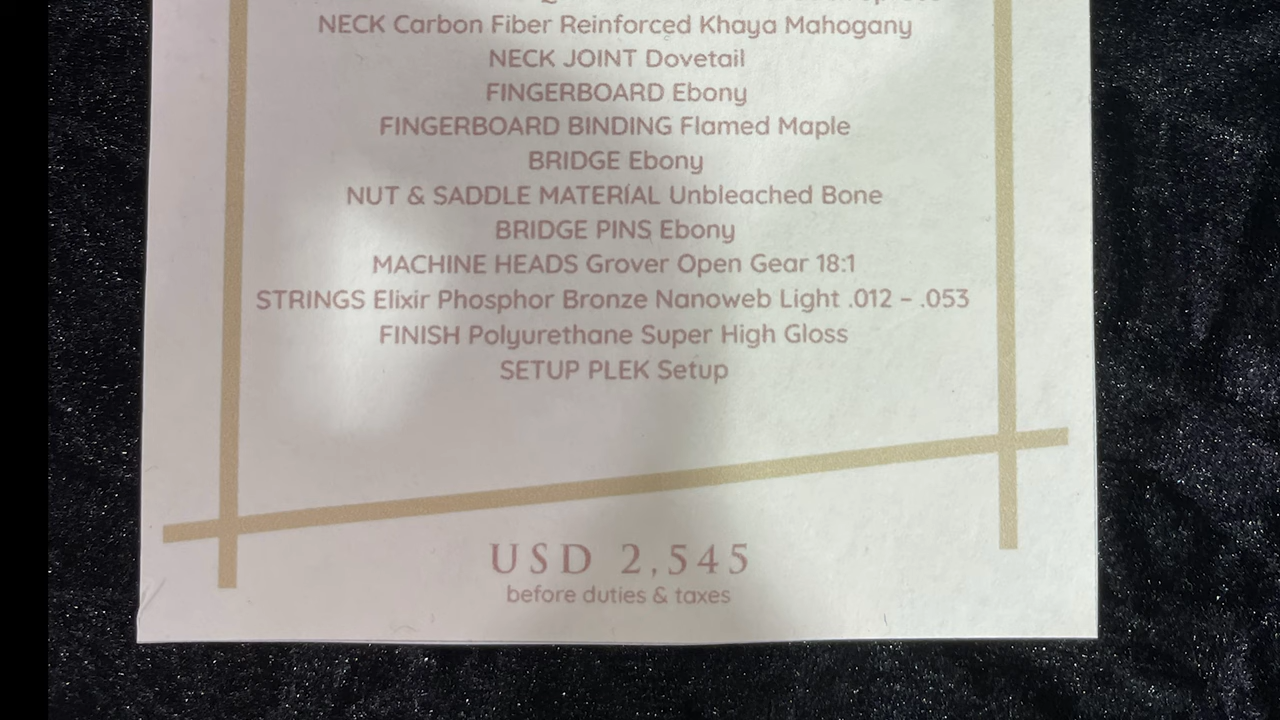 NECK Carbon Fiber Reinforced Khaya Mahogany
NECK JOINT Dovetail
FINGERBOARD Ebony
FINGERBOARD BINDING Flamed Maple
BRIDGE Ebony
NUT & SADDLE MATERIAL Unbleached Bone
BRIDGE PINS Ebony
MACHINE HEADS Grover Open Gear 18:1
STRINGS Elixir Phosphor Bronze Nanoweb Light .012 – .053
FINISH Polyurethane Super High Gloss
SETUP PLEK Setup
USD 2,545
before duties & taxes